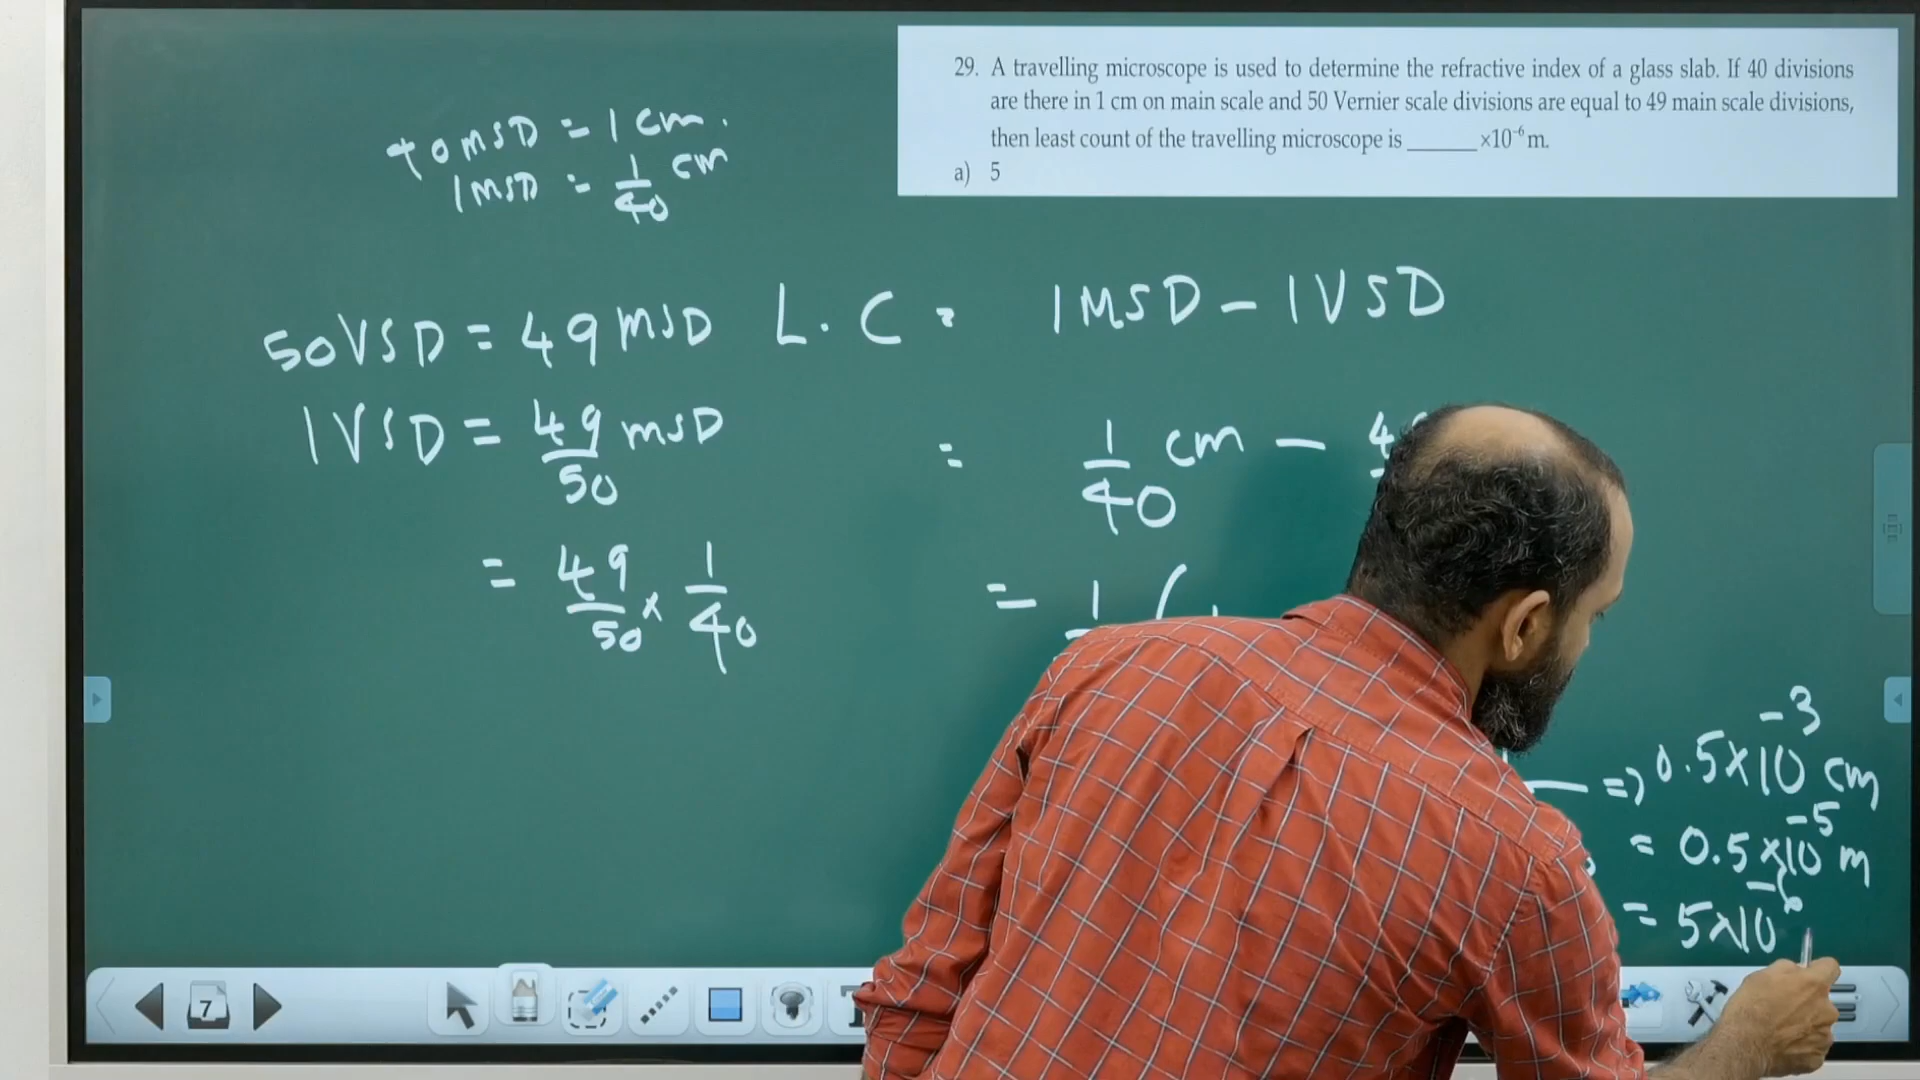 29. A travelling microscope is used to determine the refractive index of a glass slab. If 40 divisions
are there in 1 cm on main scale and 50 Vernier scale divisions are equal to 49 main scale divisions,
then least count of the travelling microscope is ______ ×10⁻⁶ m.
a) 5
40 MSD = 1 cm.
1 MSD = 1/40 cm
50 VSD = 49 MSD
1 VSD = 49/50 MSD
= 49/50 × 1/40
L.C = 1 MSD - 1 VSD
= 1/40 cm -
= 1 (
=> 0.5×10⁻³ cm
= 0.5×10⁻⁵ m
= 5×10⁻⁶
7